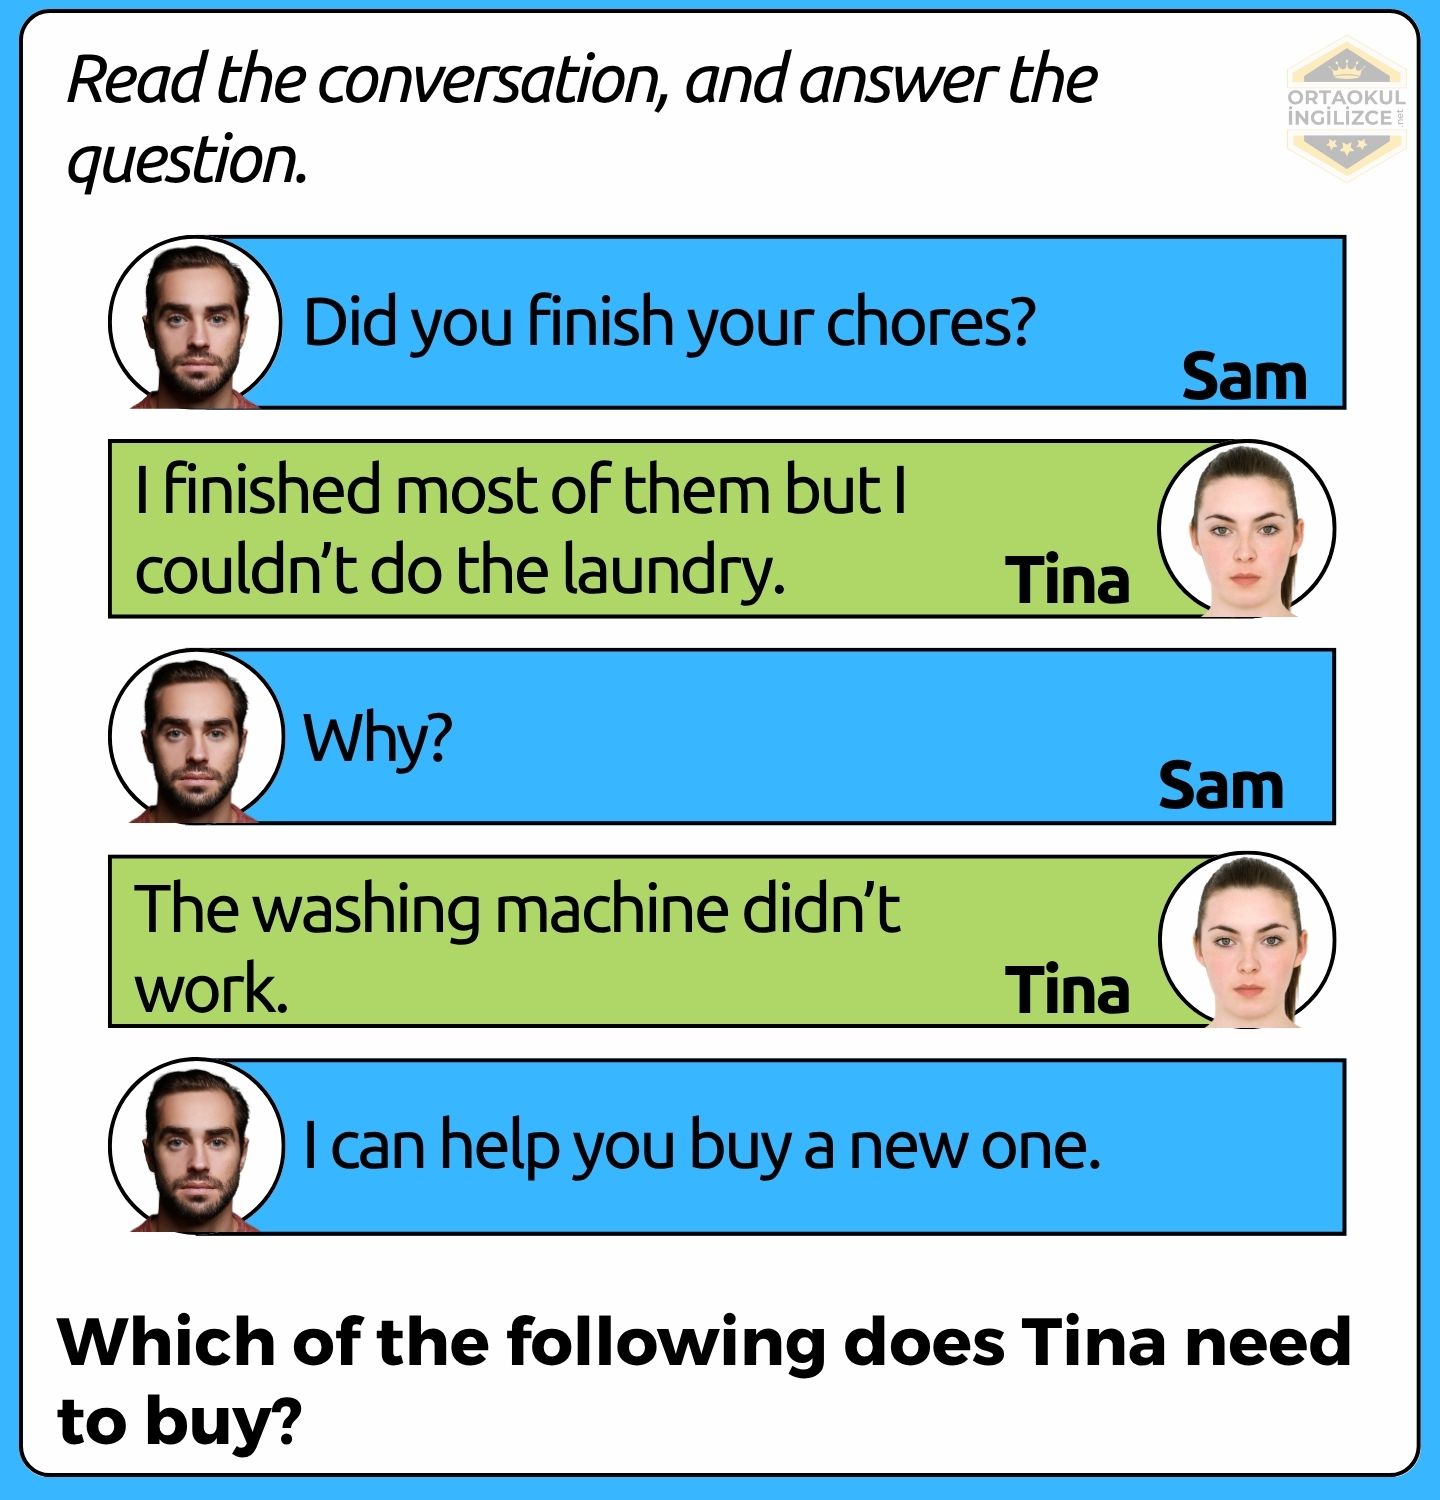 Read the conversation, and answer the
question.
ORTAOKUL
İNGİLİZCE
.net
Did you finish your chores?
Sam
I finished most of them but I
couldn’t do the laundry.
Tina
Why?
Sam
The washing machine didn’t
work.
Tina
I can help you buy a new one.
Which of the following does Tina need
to buy?